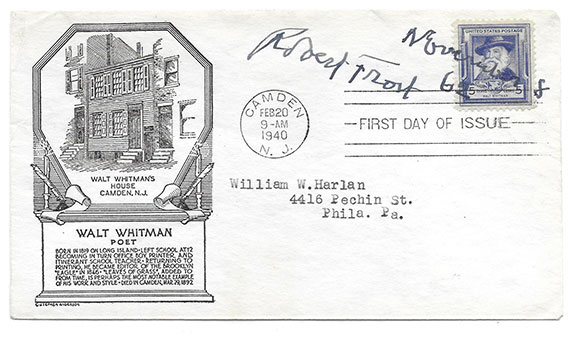 WALT WHITMAN'S
HOUSE
CAMDEN, N.J.
WALT WHITMAN
POET
BORN IN 1819 ON LONG ISLAND - LEFT SCHOOL AT 12
BECOMING IN TURN OFFICE BOY, PRINTER, AND
ITINERANT SCHOOL TEACHER - RETURNING TO
PRINTING, HE BECAME EDITOR OF THE BROOKLYN
"EAGLE" IN 1846 - "LEAVES OF GRASS", ADDED TO
FROM TIME, IS PERHAPS THE MOST NOTABLE EXAMPLE
OF HIS WORK AND STYLE - DIED IN CAMDEN, MAR. 29, 1892
Robert Frost
CAMDEN
FEB 20
9-AM
1940
N. J.
UNITED STATES POSTAGE
5 5
WALT WHITMAN
FIRST DAY OF ISSUE
William W. Harlan
4416 Pechin St.
Phila. Pa.